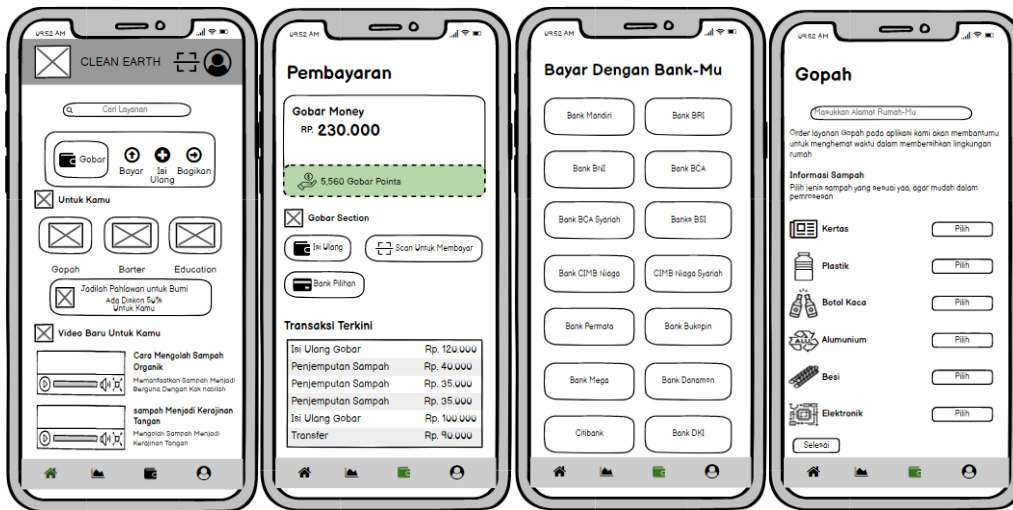 09:52 AM
CLEAN EARTH
Cari Layanan
Gobar
Bayar
Isi
Ulang
Bagikan
Untuk Kamu
Gopah
Barter
Education
Jadilah Pahlawan untuk Bumi
Ada Diskon 50%
Untuk Kamu
Video Baru Untuk Kamu
Cara Mengolah Sampah
Organik
Memanfaatkan Sampah Menjadi
Berguna Dengan Kak nabilah
sampah Menjadi Kerajinan
Tangan
Mengolah Sampah Menjadi
Kerajinan Tangan
09:52 AM
Pembayaran
Gobar Money
RP. 230.000
5,560 Gobar Points
Gobar Section
Isi Ulang
Scan Untuk Membayar
Bank Pilihan
Transaksi Terkini
Isi Ulang Gobar Rp. 120.000
Penjemputan Sampah Rp. 40.000
Penjemputan Sampah Rp. 35.000
Penjemputan Sampah Rp. 35.000
Isi Ulang Gobar Rp. 100.000
Transfer Rp. 90.000
09:52 AM
Bayar Dengan Bank-Mu
Bank Mandiri
Bank BRI
Bank BNI
Bank BCA
Bank BCA Syariah
Banks BSI
Bank CIMB Niaga
CIMB Niaga Syariah
Bank Permata
Bank Bukopin
Bank Mega
Bank Danamon
Citibank
Bank DKI
09:52 AM
Gopah
Masukkan Alamat Rumah-Mu
Order layanan Gopah pada aplikasi kami akan membantumu
untuk menghemat waktu dalam membersihkan lingkungan
rumah
Informasi Sampah
Pilih jenis sampah yang sesuai yaa, agar mudah dalam
pemrosesan
Kertas Pilih
Plastik Pilih
Botol Kaca Pilih
ALU
Alumunium Pilih
Besi Pilih
Elektronik Pilih
Selesai